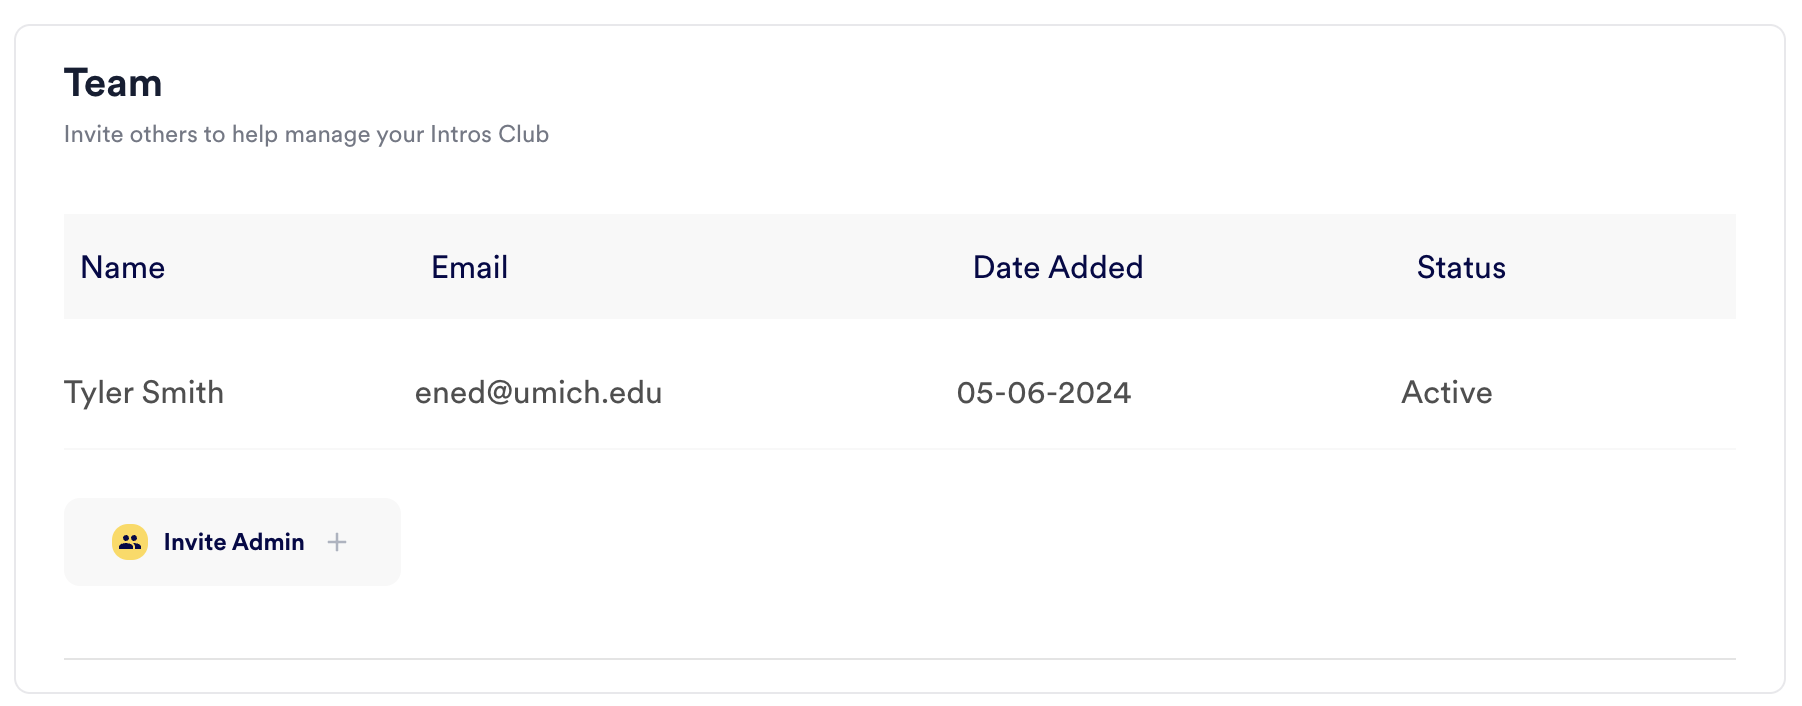 Team
Invite others to help manage your Intros Club
Name Email Date Added Status
Tyler Smith ened@umich.edu 05-06-2024 Active
Invite Admin +